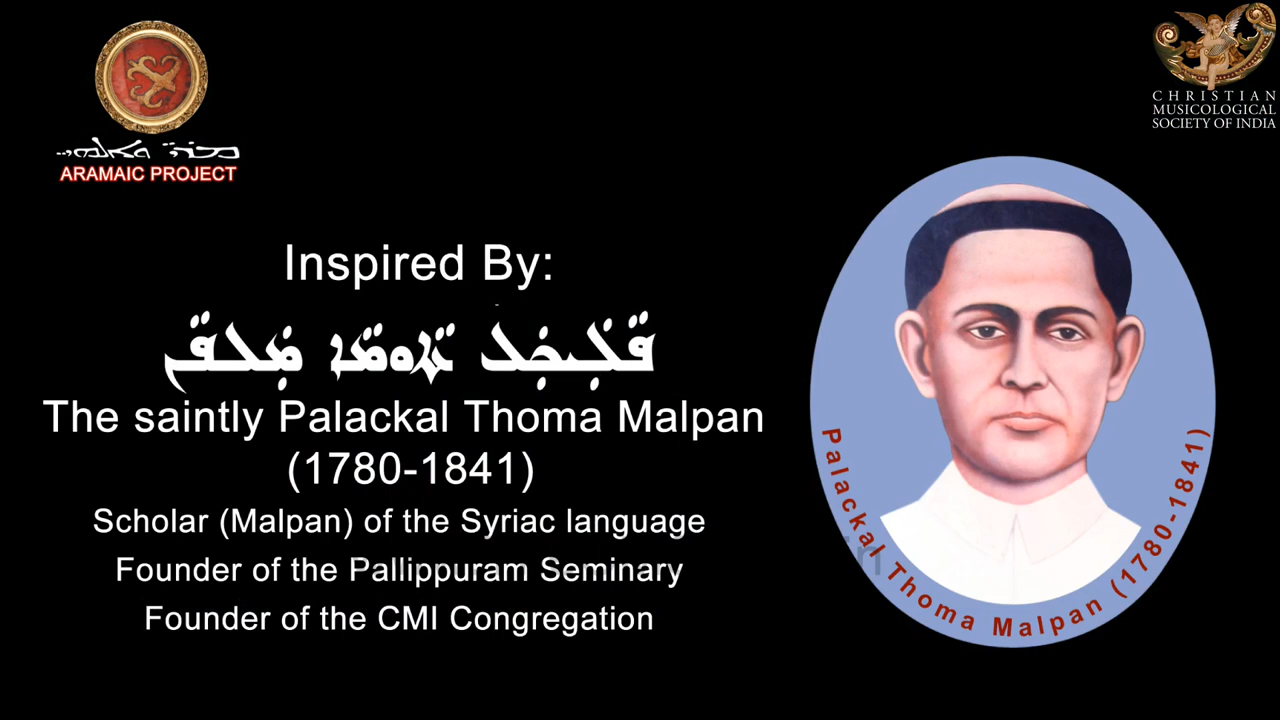 ARAMAIC PROJECT
CHRISTIAN
MUSICOLOGICAL
SOCIETY OF INDIA
Inspired By:
The saintly Palackal Thoma Malpan
(1780-1841)
Scholar (Malpan) of the Syriac language
Founder of the Pallippuram Seminary
Founder of the CMI Congregation
Palackal Thoma Malpan (1780-1841)